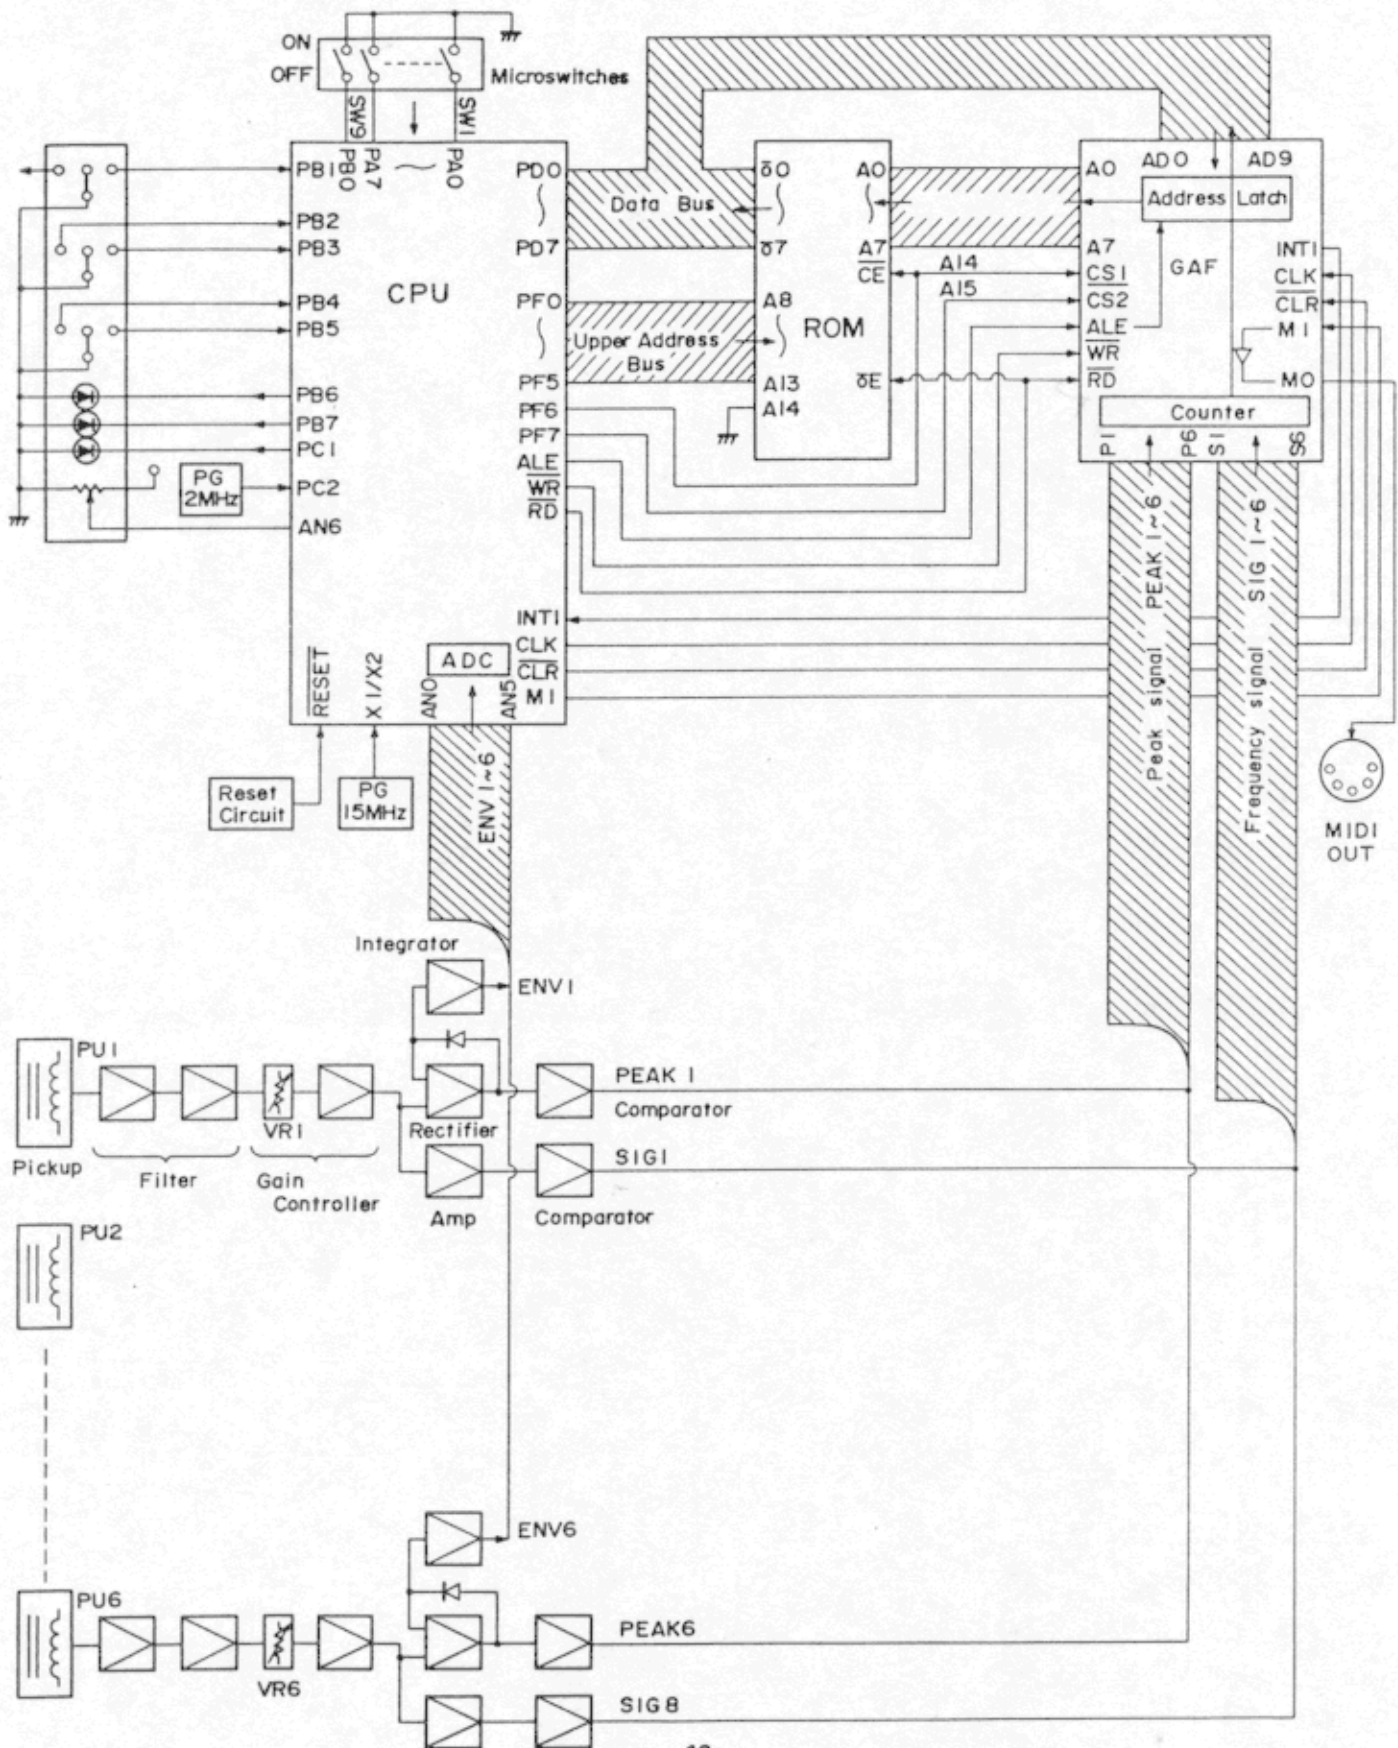 ON
OFF
Microswitches
SW9
SW1
PB0
PA7
PA0
PB1
PB2
PB3
PB4
PB5
PB6
PB7
PC1
PC2
AN6
PG
2MHz
CPU
PD0
PD7
PF0
PF5
PF6
PF7
ALE
WR
RD
INT1
CLK
CLR
M1
ADC
AN0
AN5
RESET
X1/X2
Reset
Circuit
PG
15MHz
ENV 1~6
Data Bus
Upper Address
Bus
ROM
ō0
ō7
A8
A13
A14
A0
A7
CE
ōE
A14
A15
A0
A7
CS1
CS2
ALE
WR
RD
AD0
AD9
Address Latch
GAF
INT1
CLK
CLR
M1
MO
Counter
P1
P6
S1
S6
Peak signal PEAK 1~6
Frequency signal SIG 1~6
MIDI
OUT
Integrator
ENV1
PU1
Pickup
Filter
VR1
Gain
Controller
Rectifier
Amp
PEAK 1
Comparator
SIG1
Comparator
PU2
ENV6
PU6
VR6
PEAK6
SIG8